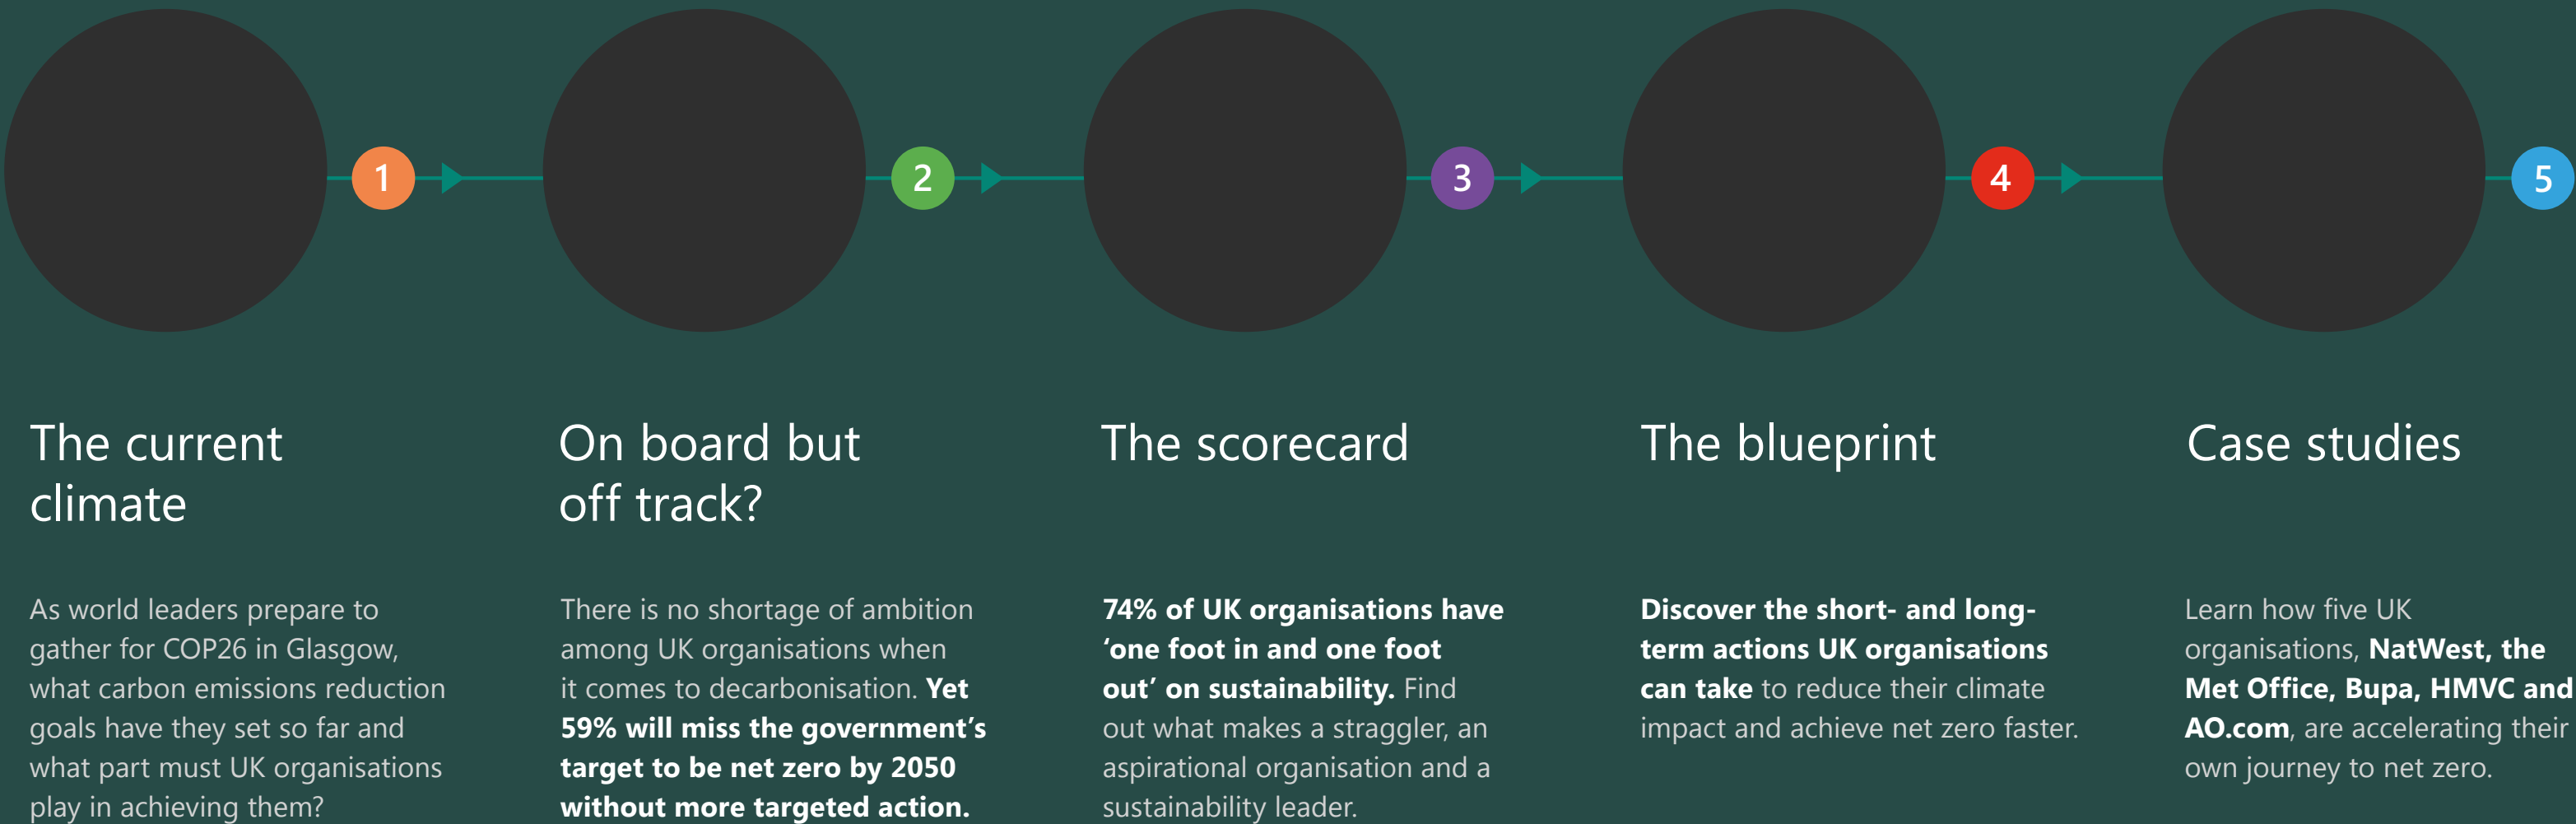 1
2
3
4
5
The current
climate
As world leaders prepare to
gather for COP26 in Glasgow,
what carbon emissions reduction
goals have they set so far and
what part must UK organisations
play in achieving them?
On board but
off track?
There is no shortage of ambition
among UK organisations when
it comes to decarbonisation. Yet
59% will miss the government’s
target to be net zero by 2050
without more targeted action.
The scorecard
74% of UK organisations have
‘one foot in and one foot
out’ on sustainability. Find
out what makes a straggler, an
aspirational organisation and a
sustainability leader.
The blueprint
Discover the short- and long-
term actions UK organisations
can take to reduce their climate
impact and achieve net zero faster.
Case studies
Learn how five UK
organisations, NatWest, the
Met Office, Bupa, HMVC and
AO.com, are accelerating their
own journey to net zero.